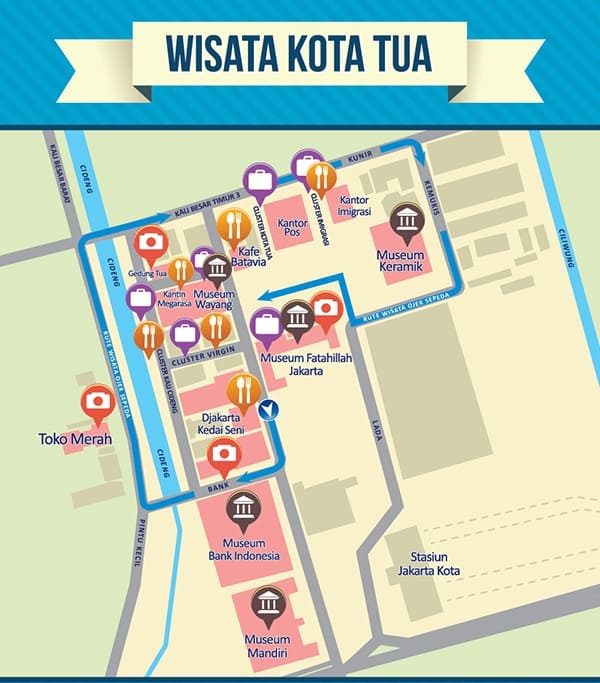 WISATA KOTA TUA
KALI BESAR BARAT
CIDENG
KALI BESAR TIMUR 3
KUNIR
KEMUKIS
CLUSTER KOTA TUA
CLUSTER IMIGRASI
Kantor
Pos
Kantor
Imigrasi
Museum
Keramik
CILIWUNG
Kafe
Batavia
Gedung Tua
CIDENG
Kantin
Megarasa
Museum
Wayang
RUTE WISATA OJEK SEPEDA
RUTE WISATA OJEK SEPEDA
CLUSTER VIRGIN
CLUSTER KALI CIDENG
Museum Fatahillah
Jakarta
Toko Merah
Djakarta
Kedai Seni
LADA
CIDENG
BANK
PINTU KECIL
Museum
Bank Indonesia
Stasiun
Jakarta Kota
Museum
Mandiri